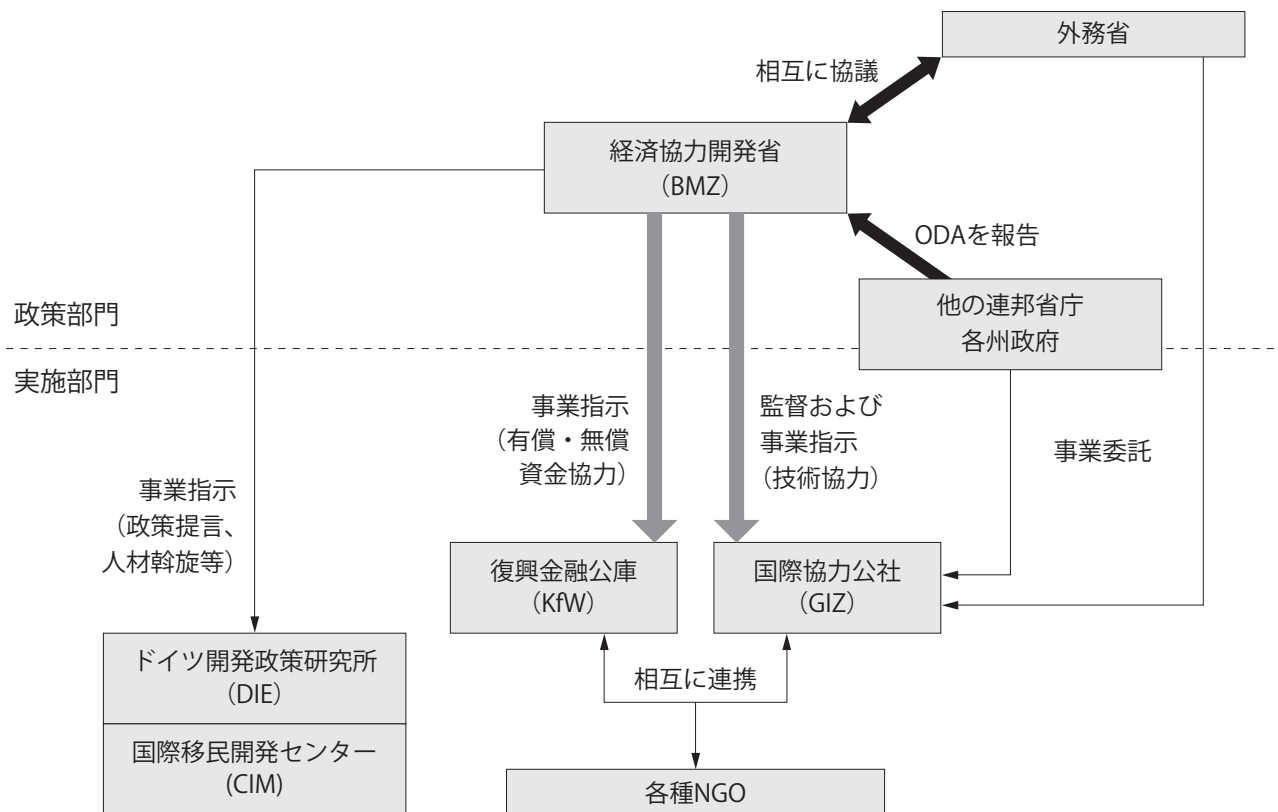 外務省
相互に協議
経済協力開発省
（BMZ）
ODAを報告
他の連邦省庁
各州政府
政策部門
実施部門
事業指示
（有償・無償
資金協力）
監督および
事業指示
（技術協力）
事業委託
事業指示
（政策提言、
人材斡旋等）
復興金融公庫
（KfW）
国際協力公社
（GIZ）
ドイツ開発政策研究所
（DIE）
相互に連携
国際移民開発センター
(CIM)
各種NGO